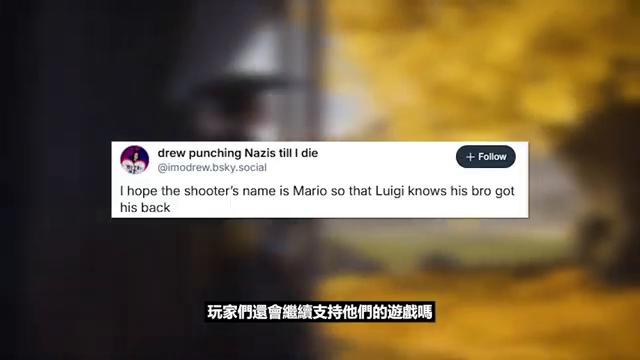 drew punching Nazis till I die
@imodrew.bsky.social
+ Follow
I hope the shooter's name is Mario so that Luigi knows his bro got
his back
玩家們還會繼續支持他們的遊戲嗎